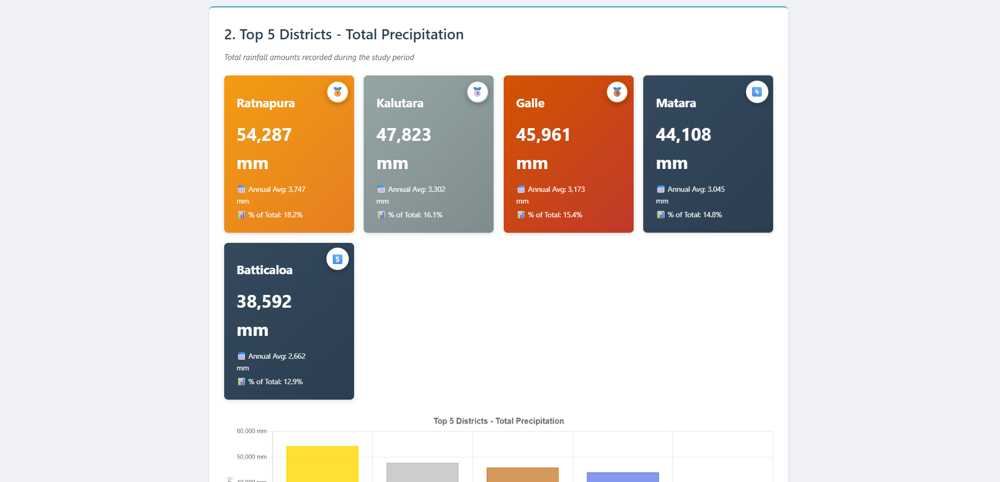 2. Top 5 Districts - Total Precipitation
Total rainfall amounts recorded during the study period
1
Ratnapura
54,287
mm
Annual Avg: 3,747
mm
% of Total: 18.2%
2
Kalutara
47,823
mm
Annual Avg: 3,302
mm
% of Total: 16.1%
3
Galle
45,961
mm
Annual Avg: 3,173
mm
% of Total: 15.4%
4
Matara
44,108
mm
Annual Avg: 3,045
mm
% of Total: 14.8%
5
Batticaloa
38,592
mm
Annual Avg: 2,662
mm
% of Total: 12.9%
Top 5 Districts - Total Precipitation
60,000 mm
50,000 mm
40,000 mm